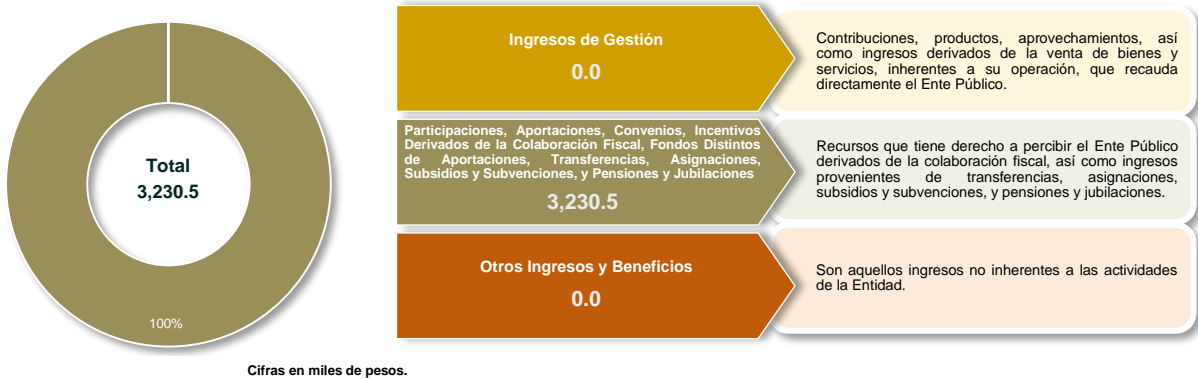 Total
3,230.5
100%
Ingresos de Gestión
0.0
Contribuciones, productos, aprovechamientos, así
como ingresos derivados de la venta de bienes y
servicios, inherentes a su operación, que recauda
directamente el Ente Público.
Participaciones, Aportaciones, Convenios, Incentivos
Derivados de la Colaboración Fiscal, Fondos Distintos
de Aportaciones, Transferencias, Asignaciones,
Subsidios y Subvenciones, y Pensiones y Jubilaciones
3,230.5
Recursos que tiene derecho a percibir el Ente Público
derivados de la colaboración fiscal, así como ingresos
provenientes de transferencias, asignaciones,
subsidios y subvenciones, y pensiones y jubilaciones.
Otros Ingresos y Beneficios
0.0
Son aquellos ingresos no inherentes a las actividades
de la Entidad.
Cifras en miles de pesos.